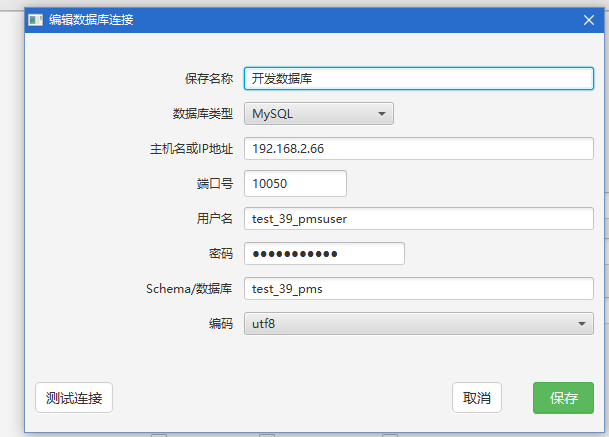 编辑数据库连接
保存名称 开发数据库
数据库类型 MySQL
主机名或IP地址 192.168.2.66
端口号 10050
用户名 test_39_pmsuser
密码 ●●●●●●●●●●●
Schema/数据库 test_39_pms
编码 utf8
测试连接 取消 保存